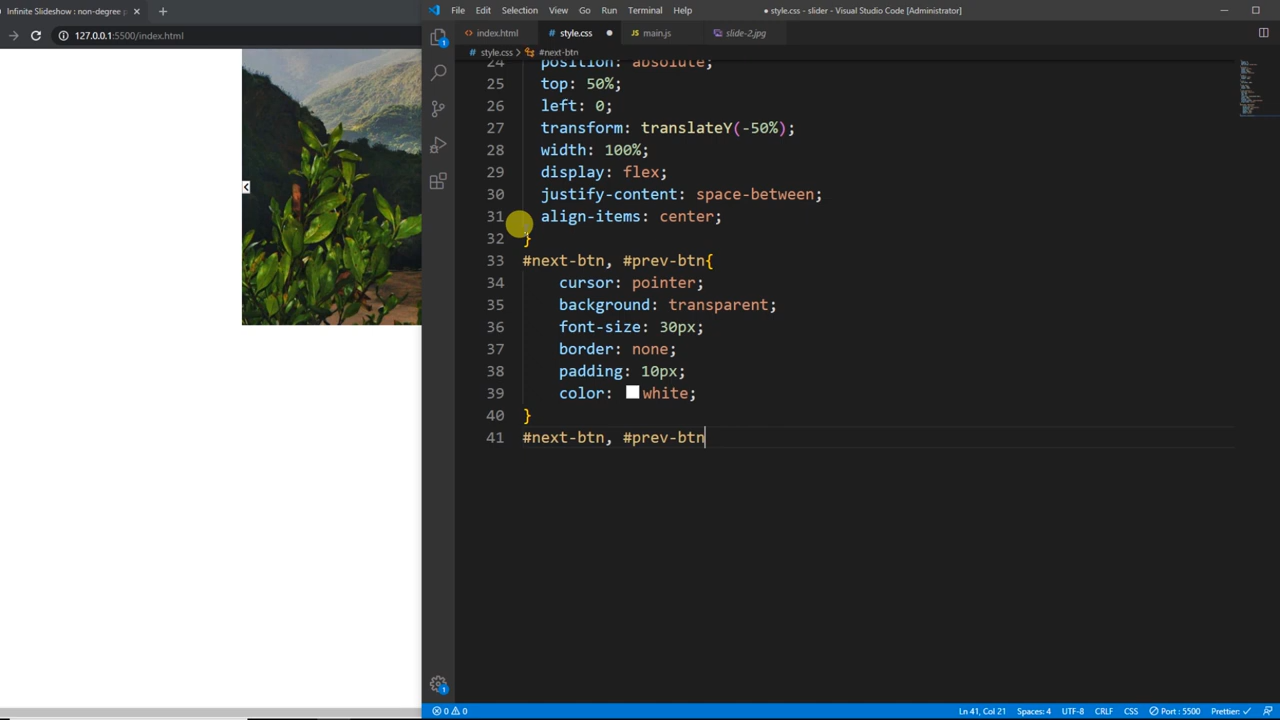 Infinite Slideshow : non-degree
127.0.0.1:5500/index.html
File Edit Selection View Go Run Terminal Help
● style.css - slider - Visual Studio Code [Administrator]
index.html
# style.css
JS main.js
slide-2.jpg
# style.css > #next-btn
24 position: absolute;
25 top: 50%;
26 left: 0;
27 transform: translateY(-50%);
28 width: 100%;
29 display: flex;
30 justify-content: space-between;
31 align-items: center;
32 }
33 #next-btn, #prev-btn{
34 cursor: pointer;
35 background: transparent;
36 font-size: 30px;
37 border: none;
38 padding: 10px;
39 color: white;
40 }
41 #next-btn, #prev-btn
0 0 Ln 41, Col 21 Spaces: 4 UTF-8 CRLF CSS Port : 5500 Prettier: ✓